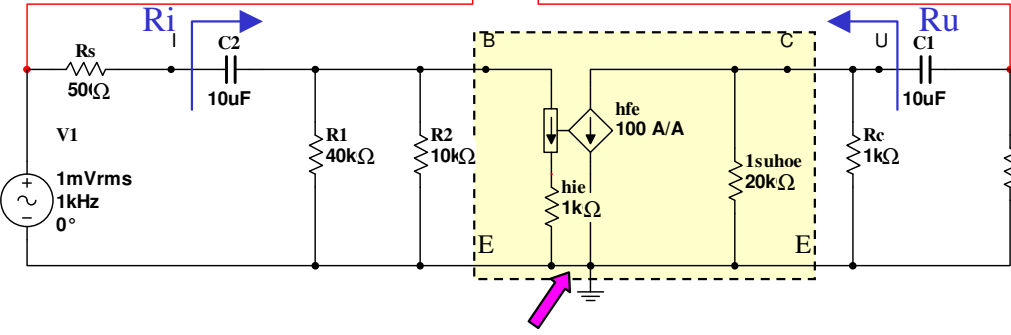 Ri
I
Rs
50Ω
C2
10uF
V1
1mVrms
1kHz
0°
+
R1
40kΩ
R2
10kΩ
B
C
hfe
100 A/A
hie
1kΩ
1suhoe
20kΩ
E
E
Ru
U
C1
10uF
Rc
1kΩ